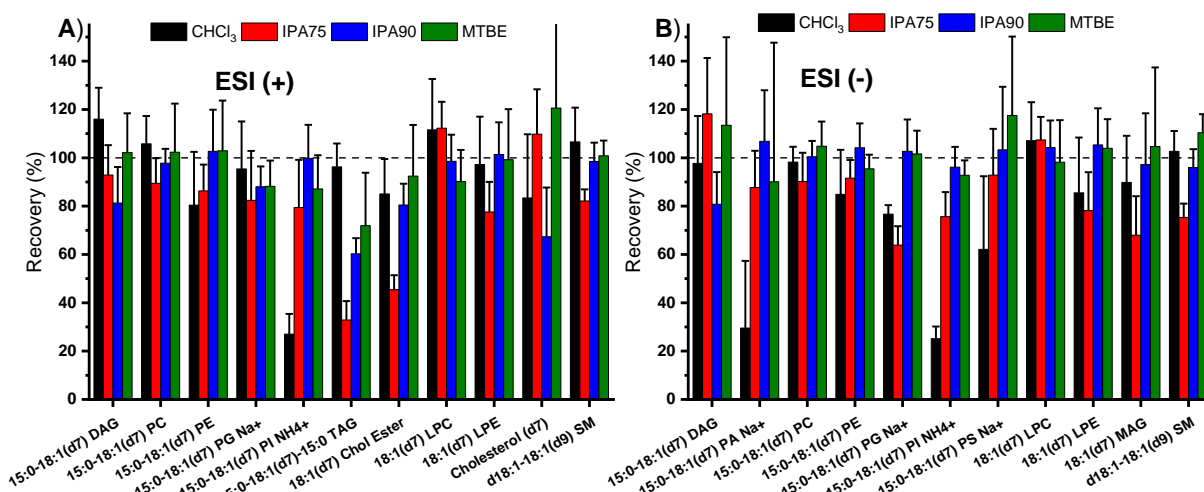 A)
CHCl3 IPA75 IPA90 MTBE
ESI (+)
Recovery (%)
140
120
100
80
60
40
20
0
15:0-18:1(d7) DAG
15:0-18:1(d7) PC
15:0-18:1(d7) PE
15:0-18:1(d7) PG Na+
15:0-18:1(d7) PI NH4+
15:0-18:1(d7)-15:0 TAG
18:1(d7) Chol Ester
18:1(d7) LPC
18:1(d7) LPE
Cholesterol (d7)
d18:1-18:1(d9) SM
B)
CHCl3 IPA75 IPA90 MTBE
ESI (-)
Recovery (%)
140
120
100
80
60
40
20
0
15:0-18:1(d7) DAG
15:0-18:1(d7) PA Na+
15:0-18:1(d7) PC
15:0-18:1(d7) PE
15:0-18:1(d7) PG Na+
15:0-18:1(d7) PI NH4+
15:0-18:1(d7) PS Na+
18:1(d7) LPC
18:1(d7) LPE
18:1(d7) MAG
d18:1-18:1(d9) SM